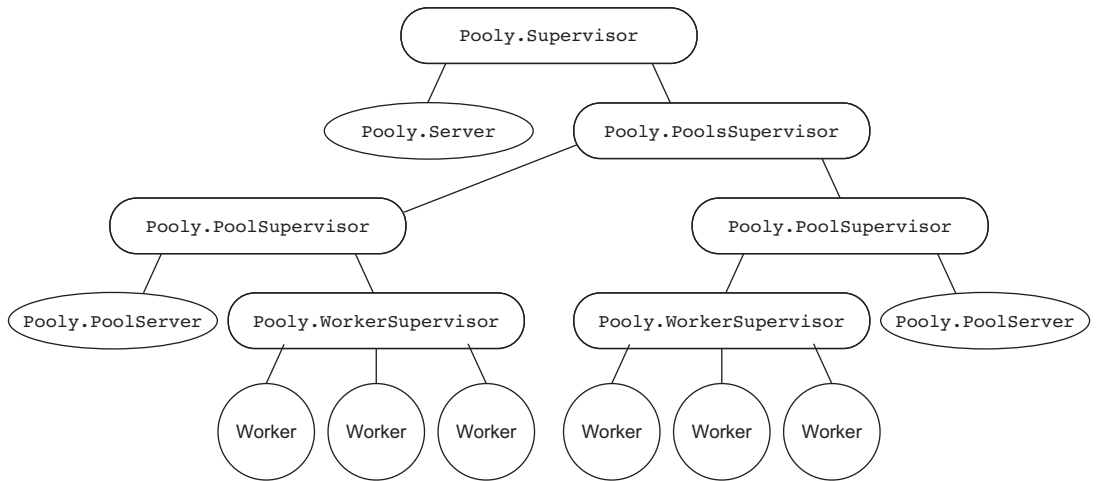 Pooly.Supervisor
Pooly.Server
Pooly.PoolsSupervisor
Pooly.PoolSupervisor
Pooly.PoolSupervisor
Pooly.PoolServer
Pooly.WorkerSupervisor
Pooly.WorkerSupervisor
Pooly.PoolServer
Worker
Worker
Worker
Worker
Worker
Worker